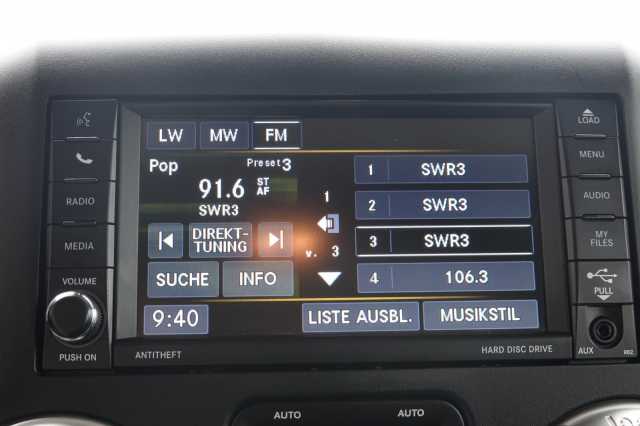 LW MW FM
Pop Preset 3
91.6 ST AF
SWR3
DIREKT-
TUNING
SUCHE INFO
1
v. 3
1 SWR3
2 SWR3
3 SWR3
4 106.3
9:40 LISTE AUSBL. MUSIKSTIL
RADIO
MEDIA
VOLUME
PUSH ON
LOAD
MENU
AUDIO
MY
FILES
PULL
AUX
RB2
ANTITHEFT HARD DISC DRIVE
AUTO AUTO